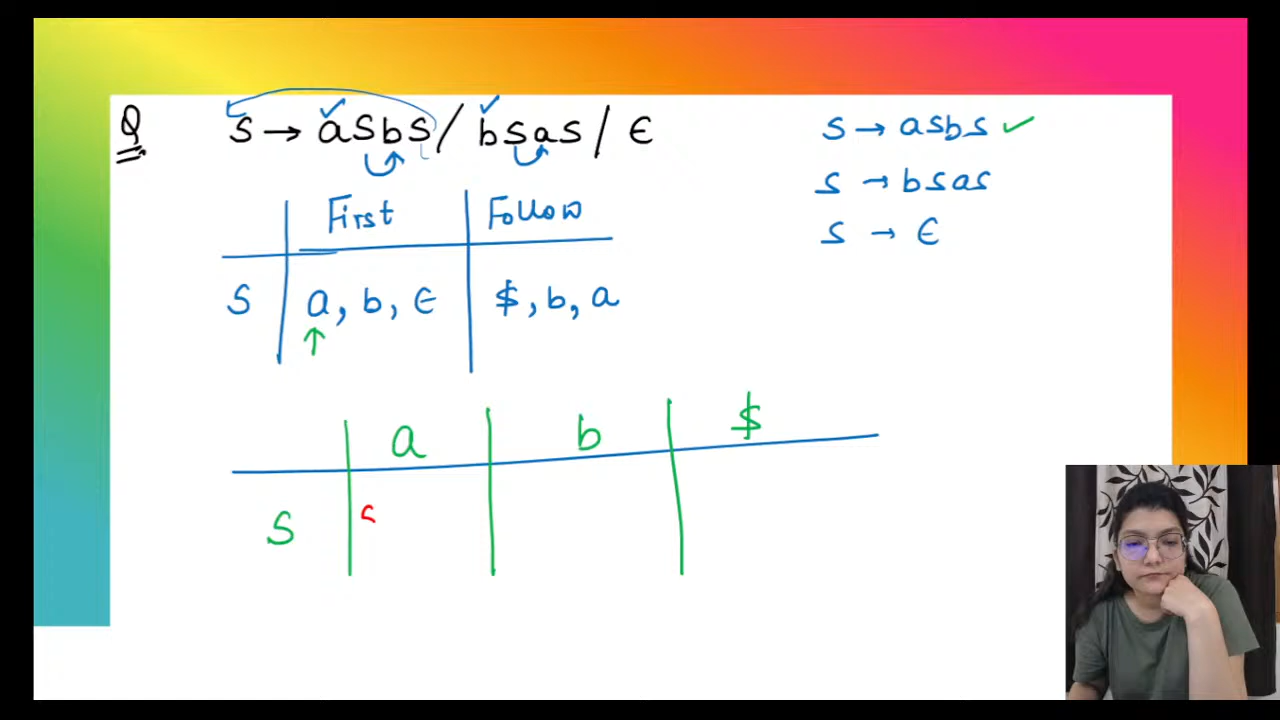 Q S → aSbS / bSaS / ϵ
S → aSbS ✓
S → bSaS
S → ϵ
First Follow
S a, b, ϵ $, b, a
a b $
S